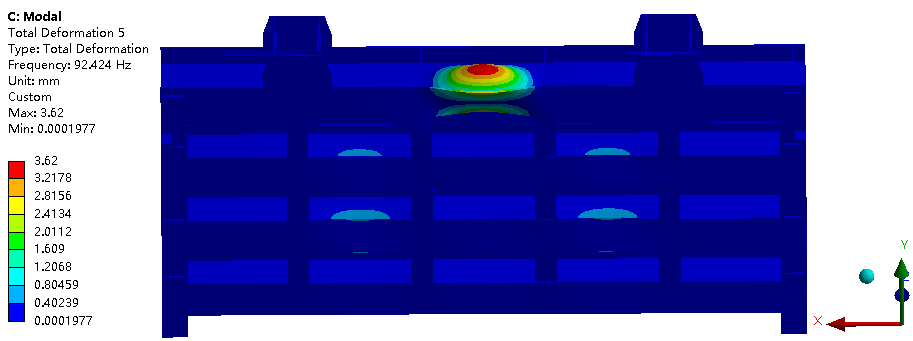 C: Modal
Total Deformation 5
Type: Total Deformation
Frequency: 92.424 Hz
Unit: mm
Custom
Max: 3.62
Min: 0.0001977
3.62
3.2178
2.8156
2.4134
2.0112
1.609
1.2068
0.80459
0.40239
0.0001977
Y
X